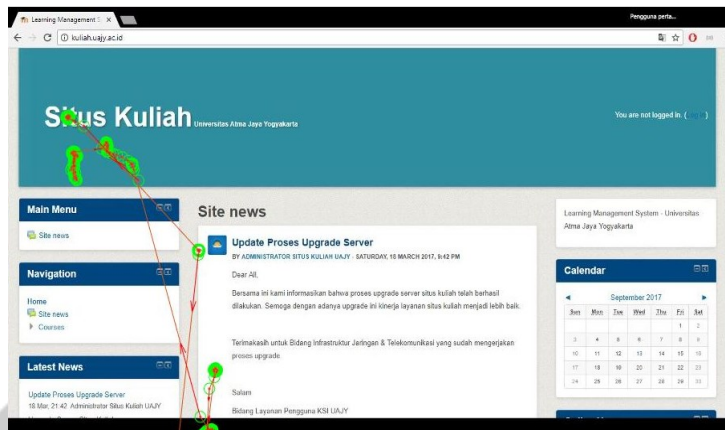 Learning Management S
Pengguna perta...
kuliah.uajy.ac.id
Situs Kuliah Universitas Atma Jaya Yogyakarta
You are not logged in. (Log in)
Main Menu
Site news
Navigation
Home
Site news
Courses
Latest News
Update Proses Upgrade Server
18 Mar, 21:42 Administrator Situs Kuliah UAJY
Site news
Update Proses Upgrade Server
BY ADMINISTRATOR SITUS KULIAH UAJY - SATURDAY, 18 MARCH 2017, 9:42 PM
Dear All,
Bersama ini kami informasikan bahwa proses upgrade server situs kuliah telah berhasil
dilakukan. Semoga dengan adanya upgrade ini kinerja layanan situs kuliah menjadi lebih baik.
Terimakasih untuk Bidang Infrastruktur Jaringan & Telekomunikasi yang sudah mengerjakan
proses upgrade
Salam
Bidang Layanan Pengguna KSI UAJY
Learning Management System - Universitas
Atma Jaya Yogyakarta
Calendar
September 2017
Sun Mon Tue Wed Thu Fri Sat
1 2
3 4 5 6 7 8 9
10 11 12 13 14 15 16
17 18 19 20 21 22 23
24 25 26 27 28 29 30